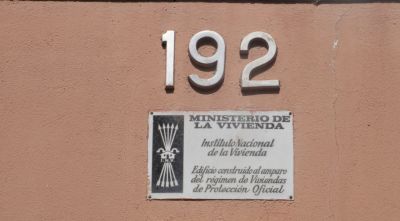 192
MINISTERIO DE
LA VIVIENDA
Instituto Nacional
de la Vivienda
Edificio construido al amparo
del régimen de Viviendas
de Protección Oficial